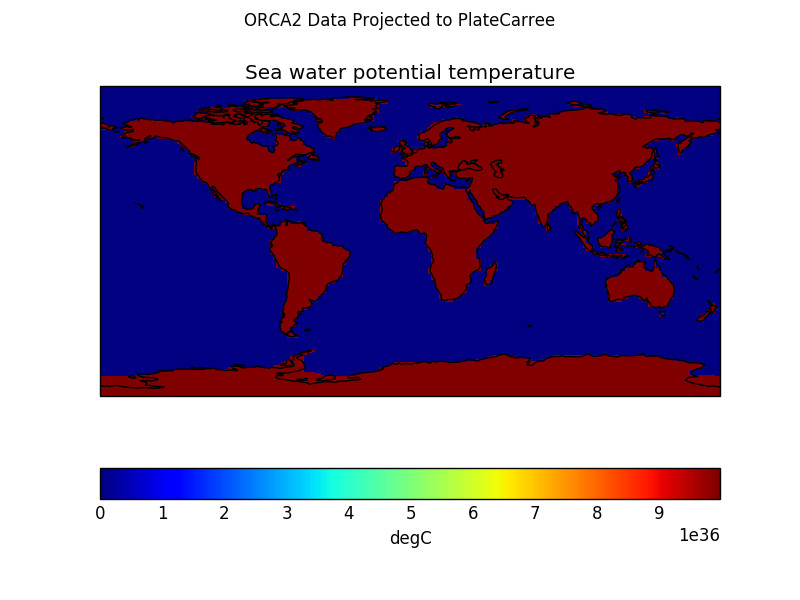 ORCA2 Data Projected to PlateCarree
Sea water potential temperature
0 1 2 3 4 5 6 7 8 9
1e36
degC